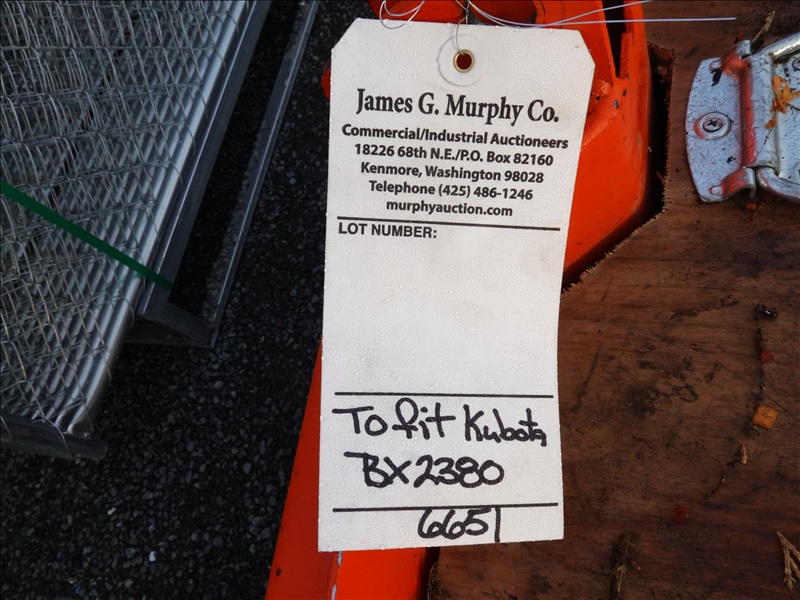 James G. Murphy Co.
Commercial/Industrial Auctioneers
18226 68th N.E./P.O. Box 82160
Kenmore, Washington 98028
Telephone (425) 486-1246
murphyauction.com
LOT NUMBER:
To fit Kubota
BX2380
6651